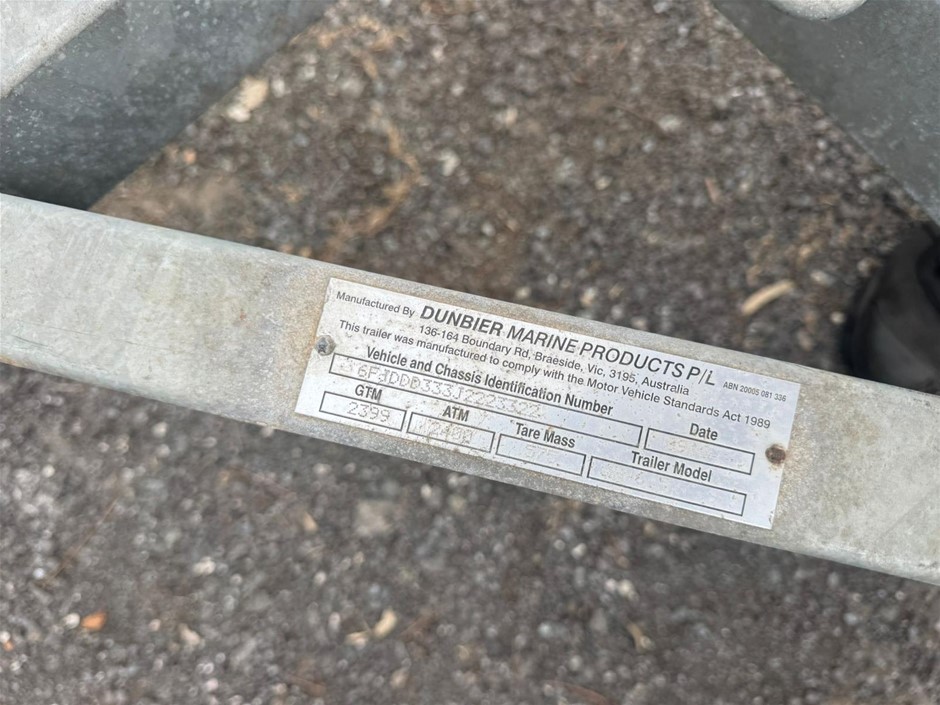 Manufactured By DUNBIER MARINE PRODUCTS P/L ABN 20005 081 336
136-164 Boundary Rd, Braeside, Vic, 3195, Australia
This trailer was manufactured to comply with the Motor Vehicle Standards Act 1989
Vehicle and Chassis Identification Number Date
GTM ATM Tare Mass Trailer Model
2399 2400